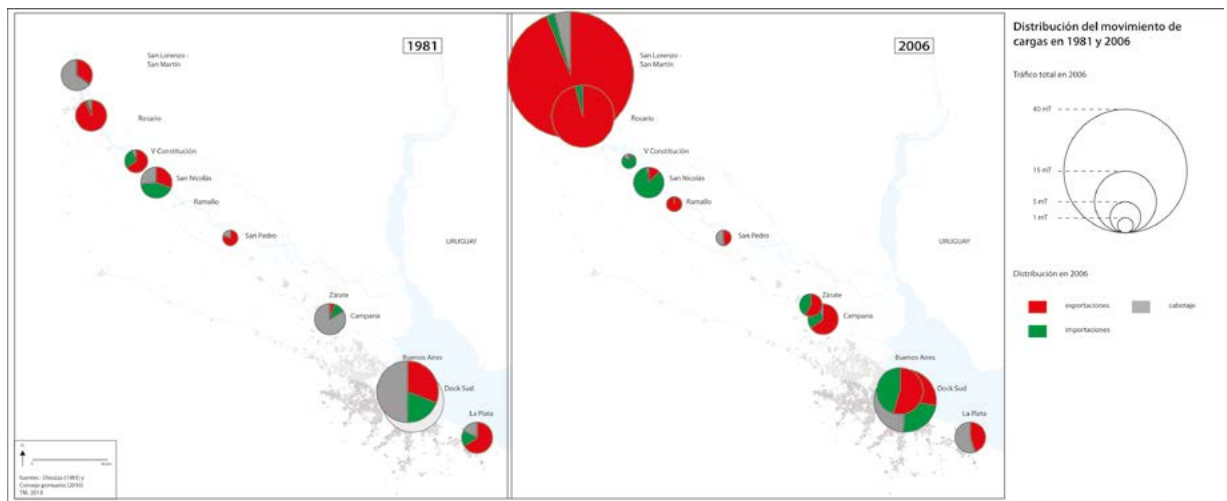 1981
San Lorenzo -
San Martín
Rosario
V Constitución
San Nicolás
Ramallo
San Pedro
URUGUAY
Zárate
Campana
Buenos Aires
Dock Sud
La Plata
Fuentes: Chiozza (1985) y
Consejo portuario (2010)
TM, 2013
2006
San Lorenzo -
San Martín
Rosario
V Constitución
San Nicolás
Ramallo
San Pedro
URUGUAY
Zárate
Campana
Buenos Aires
Dock Sud
La Plata
Distribución del movimiento de
cargas en 1981 y 2006
Tráfico total en 2006
40 mT
15 mT
5 mT
1 mT
Distribución en 2006
exportaciones
cabotaje
importaciones